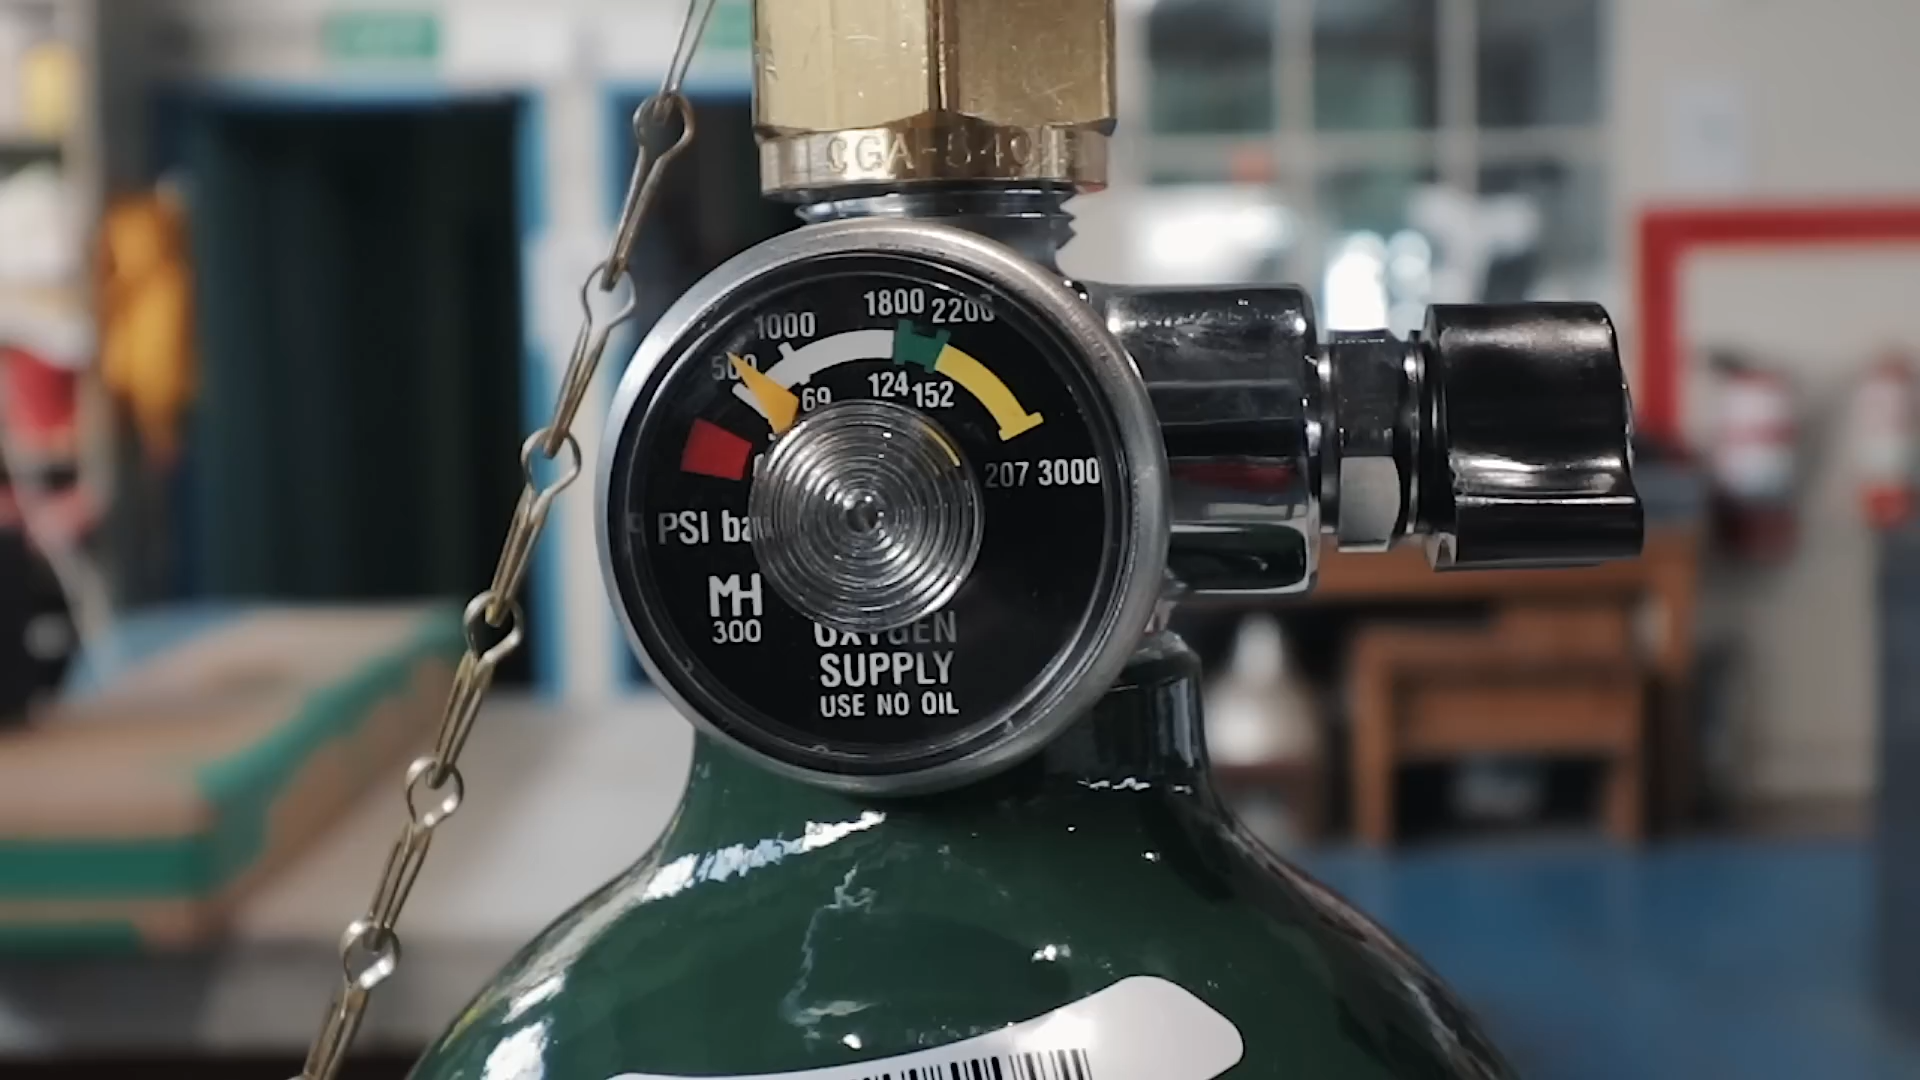 CGA-540
1800 2200
1000
500
69 124 152
207 3000
PSI bar
MH
300
OXYGEN
SUPPLY
USE NO OIL